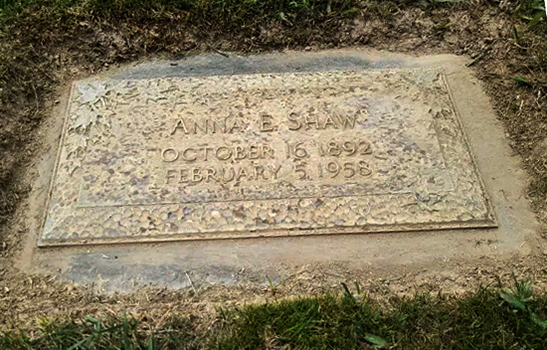 ANNA E. SHAW
OCTOBER 16, 1892
FEBRUARY 5, 1958